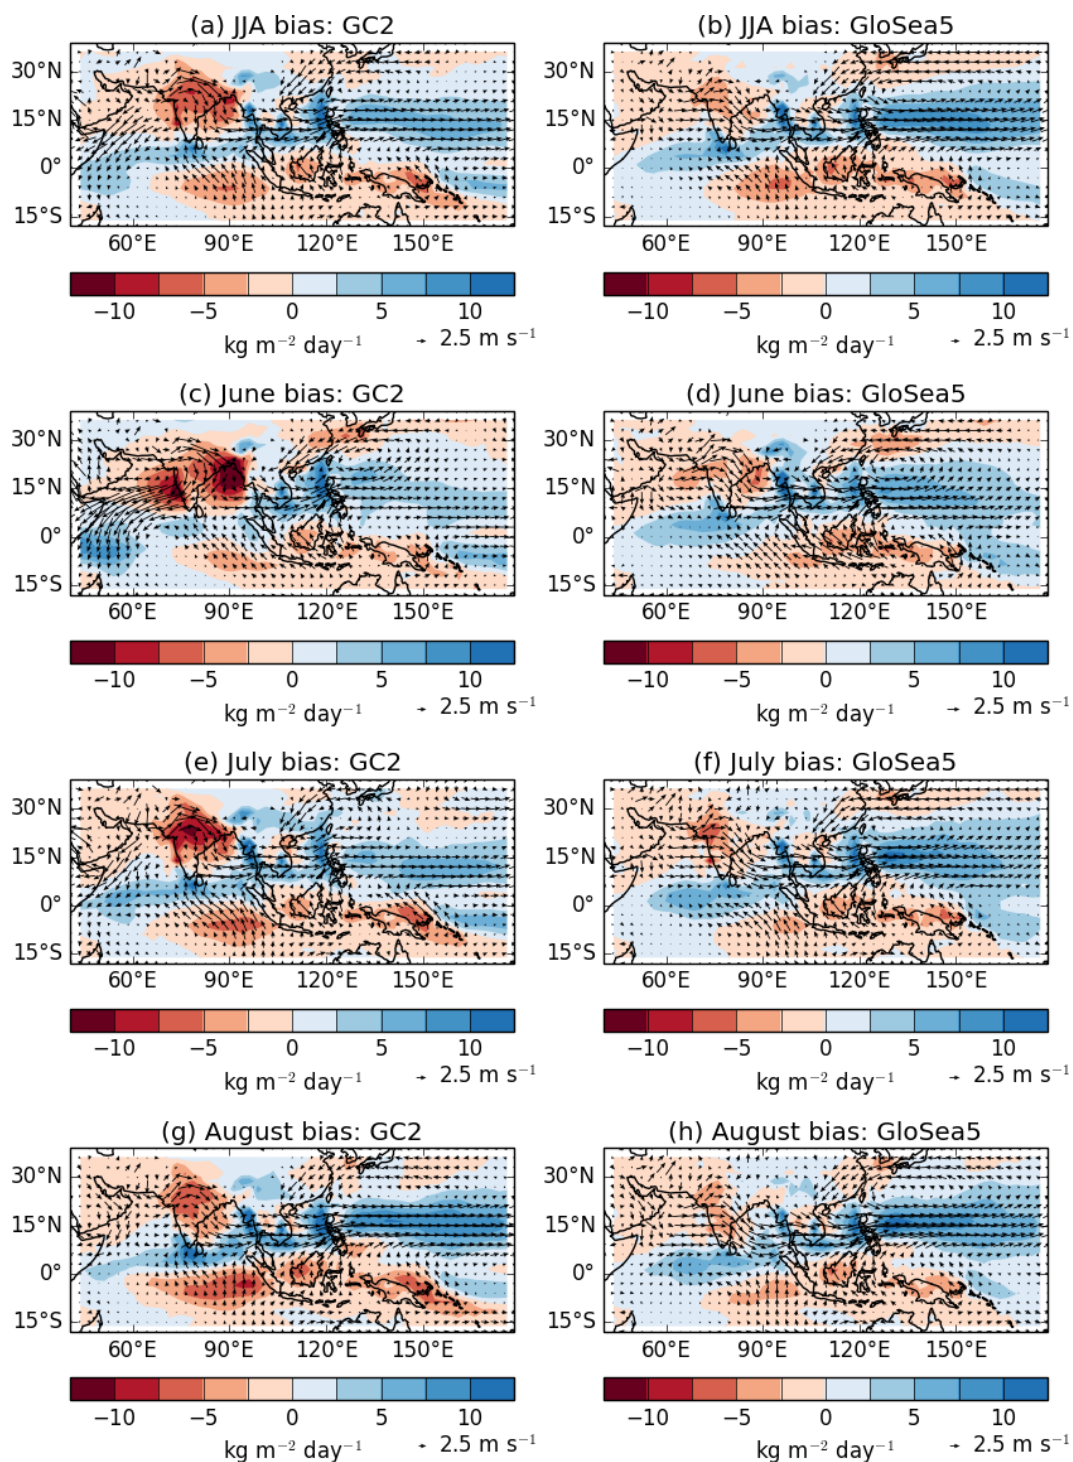 (a) JJA bias: GC2
(b) JJA bias: GloSea5
30°N
15°N
0°
15°S
60°E 90°E 120°E 150°E
30°N
15°N
0°
15°S
60°E 90°E 120°E 150°E
−10 −5 0 5 10
kg m⁻² day⁻¹ 2.5 m s⁻¹
−10 −5 0 5 10
kg m⁻² day⁻¹ 2.5 m s⁻¹
(c) June bias: GC2
(d) June bias: GloSea5
30°N
15°N
0°
15°S
60°E 90°E 120°E 150°E
30°N
15°N
0°
15°S
60°E 90°E 120°E 150°E
−10 −5 0 5 10
kg m⁻² day⁻¹ 2.5 m s⁻¹
−10 −5 0 5 10
kg m⁻² day⁻¹ 2.5 m s⁻¹
(e) July bias: GC2
(f) July bias: GloSea5
30°N
15°N
0°
15°S
60°E 90°E 120°E 150°E
30°N
15°N
0°
15°S
60°E 90°E 120°E 150°E
−10 −5 0 5 10
kg m⁻² day⁻¹ 2.5 m s⁻¹
−10 −5 0 5 10
kg m⁻² day⁻¹ 2.5 m s⁻¹
(g) August bias: GC2
(h) August bias: GloSea5
30°N
15°N
0°
15°S
60°E 90°E 120°E 150°E
30°N
15°N
0°
15°S
60°E 90°E 120°E 150°E
−10 −5 0 5 10
kg m⁻² day⁻¹ 2.5 m s⁻¹
−10 −5 0 5 10
kg m⁻² day⁻¹ 2.5 m s⁻¹